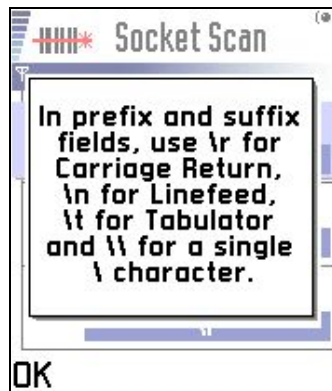 Socket Scan
In prefix and suffix
fields, use \r for
Carriage Return,
\n for Linefeed,
\t for Tabulator
and \\ for a single
\ character.
OK